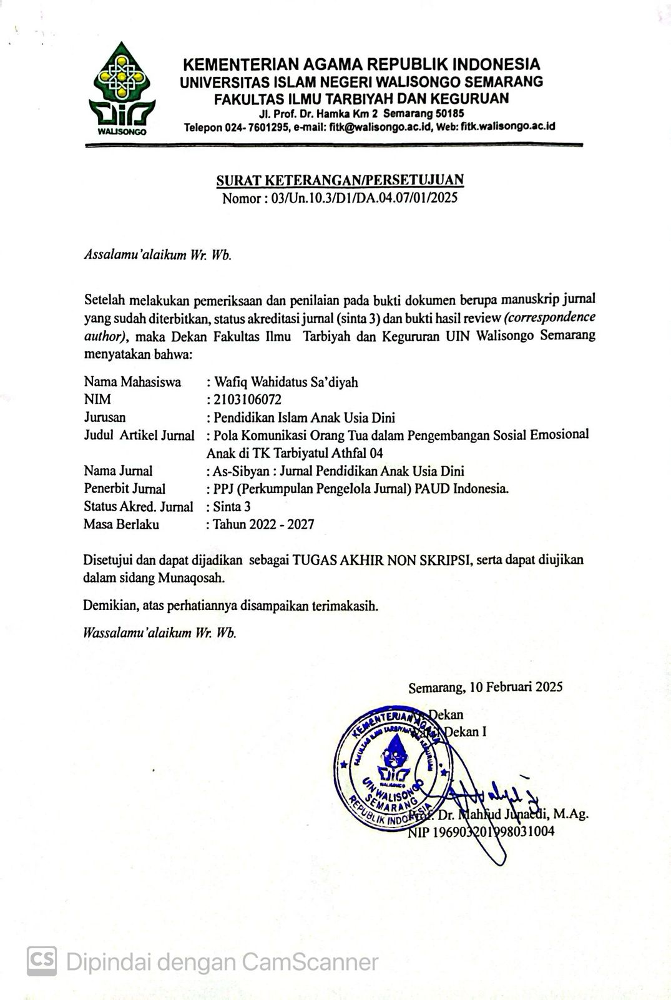 KEMENTERIAN AGAMA REPUBLIK INDONESIA
UNIVERSITAS ISLAM NEGERI WALISONGO SEMARANG
FAKULTAS ILMU TARBIYAH DAN KEGURUAN
Jl. Prof. Dr. Hamka Km 2 Semarang 50185
Telepon 024- 7601295, e-mail: fitk@walisongo.ac.id, Web: fitk.walisongo.ac.id
WALISONGO
SURAT KETERANGAN/PERSETUJUAN
Nomor : 03/Un.10.3/D1/DA.04.07/01/2025
Assalamu'alaikum Wr. Wb.
Setelah melakukan pemeriksaan dan penilaian pada bukti dokumen berupa manuskrip jurnal
yang sudah diterbitkan, status akreditasi jurnal (sinta 3) dan bukti hasil review (correspondence
author), maka Dekan Fakultas Ilmu Tarbiyah dan Kegururan UIN Walisongo Semarang
menyatakan bahwa:
Nama Mahasiswa : Wafiq Wahidatus Sa'diyah
NIM : 2103106072
Jurusan : Pendidikan Islam Anak Usia Dini
Judul Artikel Jurnal : Pola Komunikasi Orang Tua dalam Pengembangan Sosial Emosional
Anak di TK Tarbiyatul Athfal 04
Nama Jurnal : As-Sibyan : Jurnal Pendidikan Anak Usia Dini
Penerbit Jurnal : PPJ (Perkumpulan Pengelola Jurnal) PAUD Indonesia.
Status Akred. Jurnal : Sinta 3
Masa Berlaku : Tahun 2022 - 2027
Disetujui dan dapat dijadikan sebagai TUGAS AKHIR NON SKRIPSI, serta dapat diujikan
dalam sidang Munaqosah.
Demikian, atas perhatiannya disampaikan terimakasih.
Wassalamu'alaikum Wr. Wb.
Semarang, 10 Februari 2025
Dekan
Dekan I
KEMENTERIAN AGAMA
FAKULTAS ILMU TARBIYAH DAN KEGURUAN
UIN WALISONGO
SEMARANG
REPUBLIK INDONESIA
Prof. Dr. Mahfud Junaedi, M.Ag.
NIP 196903201998031004
CS Dipindai dengan CamScanner